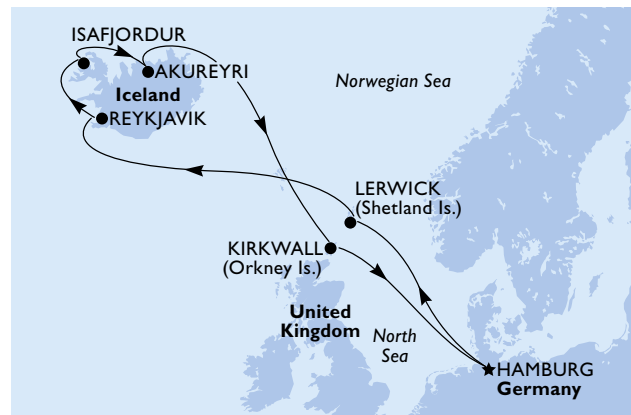 ISAFJORDUR
AKUREYRI
Iceland
REYKJAVIK
Norwegian Sea
LERWICK
(Shetland Is.)
KIRKWALL
(Orkney Is.)
United
Kingdom
North
Sea
HAMBURG
Germany